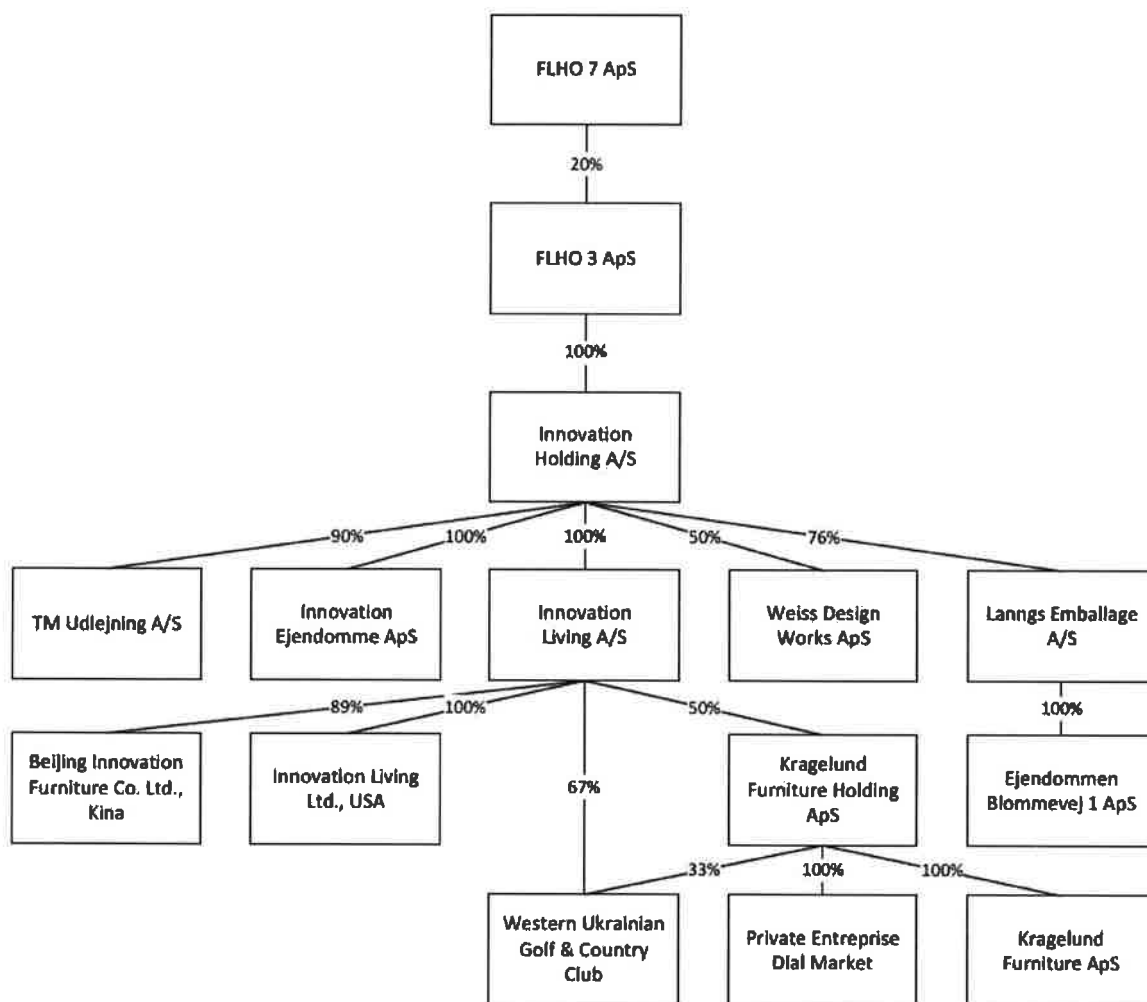 FLHO 7 ApS
20%
FLHO 3 ApS
100%
Innovation
Holding A/S
90%
100%
100%
50%
76%
TM Udlejning A/S
Innovation
Ejendomme ApS
Innovation
Living A/S
Weiss Design
Works ApS
Lanngs Emballage
A/S
89%
100%
67%
50%
100%
Beijing Innovation
Furniture Co. Ltd.,
Kina
Innovation Living
Ltd., USA
Kragelund
Furniture Holding
ApS
Ejendommen
Blommevej 1 ApS
33%
100%
100%
Western Ukrainian
Golf & Country
Club
Private Entreprise
Dial Market
Kragelund
Furniture ApS